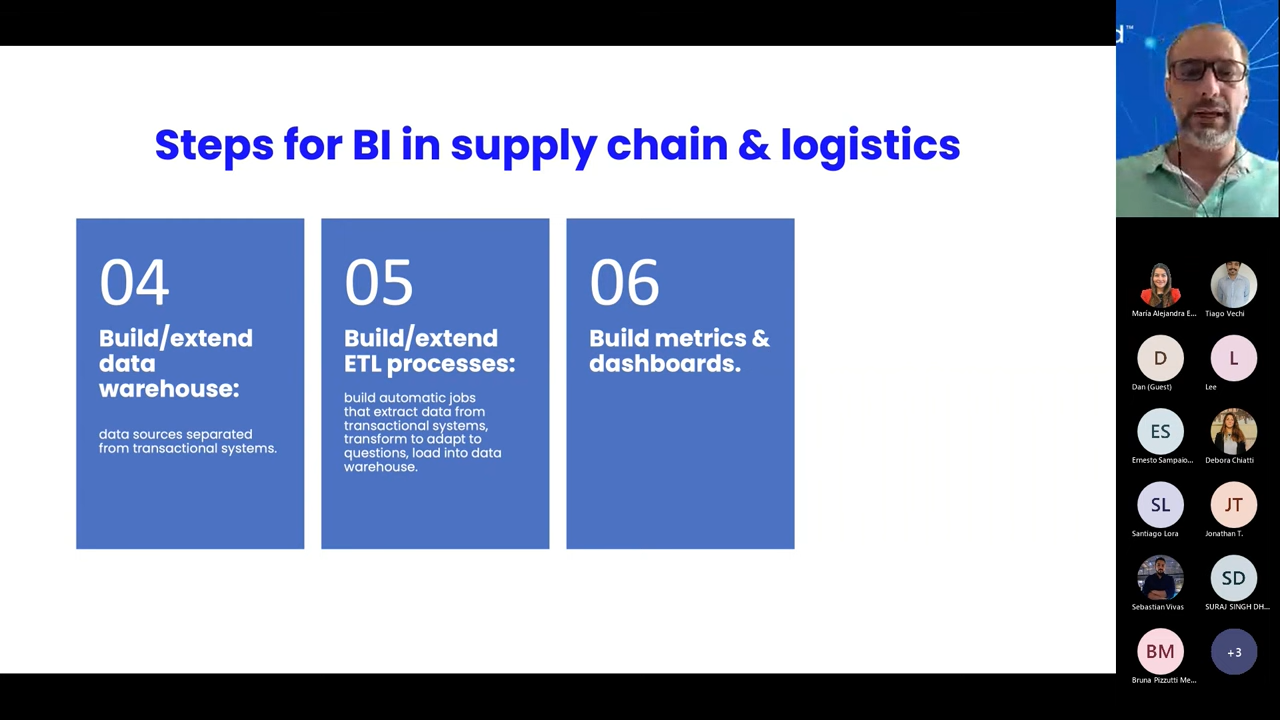 Steps for BI in supply chain & logistics
04
Build/extend
data
warehouse:
data sources separated
from transactional systems.
05
Build/extend
ETL processes:
build automatic jobs
that extract data from
transactional systems,
transform to adapt to
questions, load into data
warehouse.
06
Build metrics &
dashboards.
d™
María Alejandra E...
Tiago Vechi
D
Dan (Guest)
L
Lee
ES
Ernesto Sampaio...
Debora Chiatti
SL
Santiago Lora
JT
Jonathan T.
Sebastian Vivas
SD
SURAJ SINGH DH...
BM
Bruna Pizzutti Me...
+3